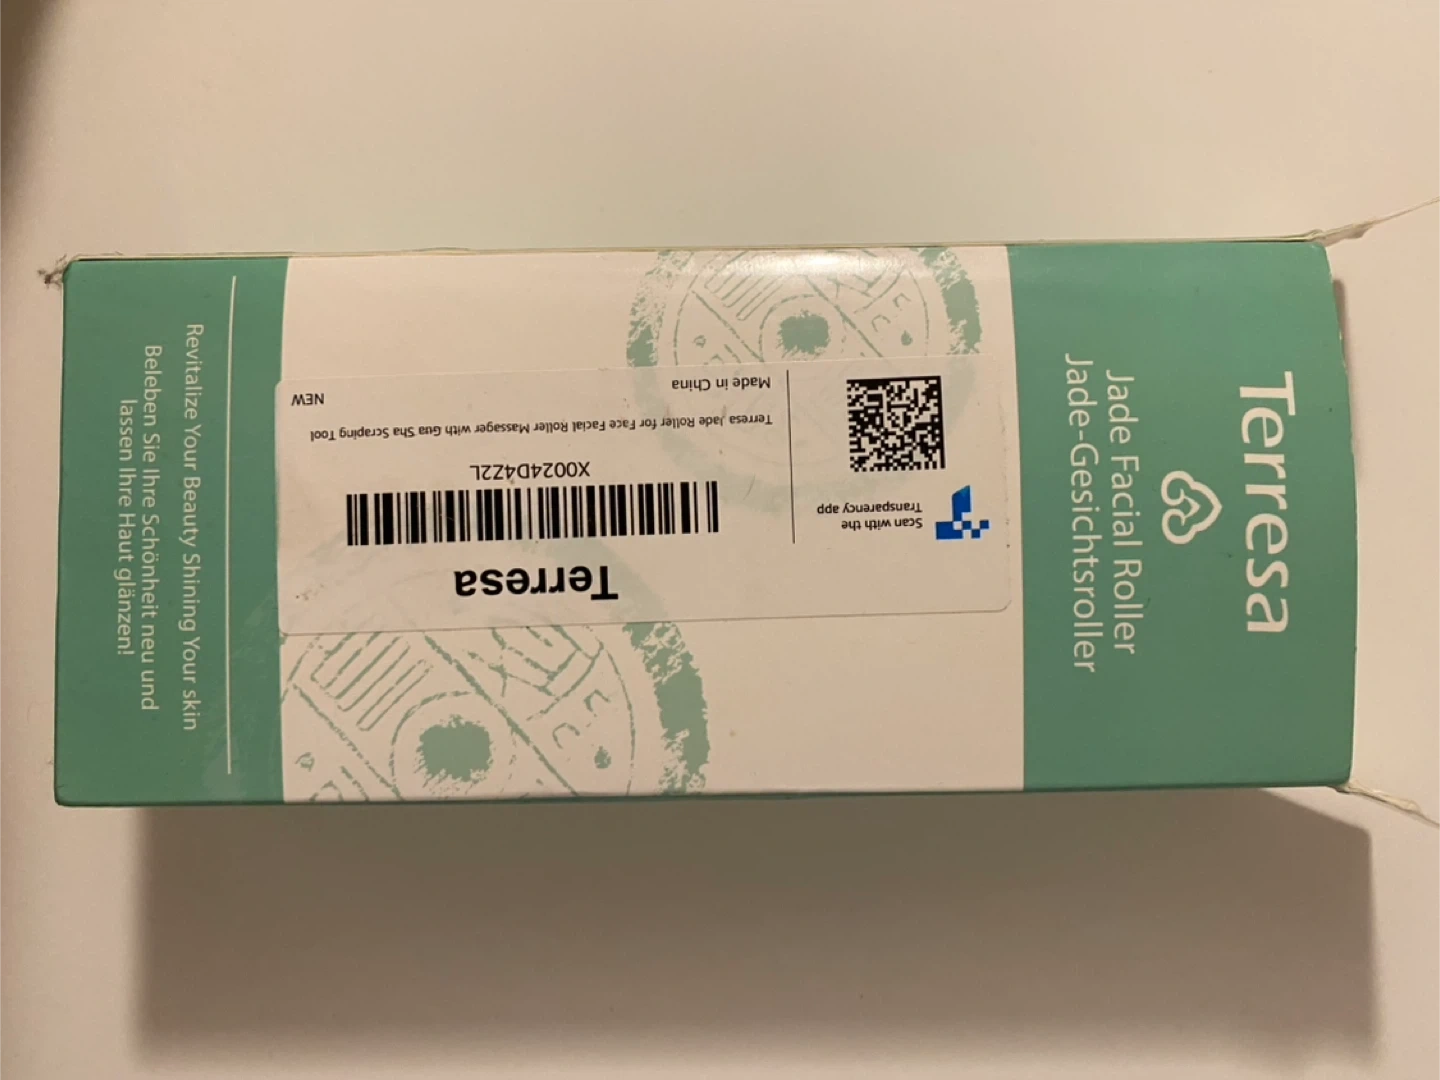 Terresa
Jade Facial Roller
Jade-Gesichtsroller
Terresa
X0024D4Z2L
Terresa Jade Roller for Face Facial Roller Massager with Gua Sha Scraping Tool
Made in China
NEW
Scan with the
Transparency app
Revitalize Your Beauty Shining Your skin
Beleben Sie Ihre Schönheit neu und
lassen Ihre Haut glänzen!